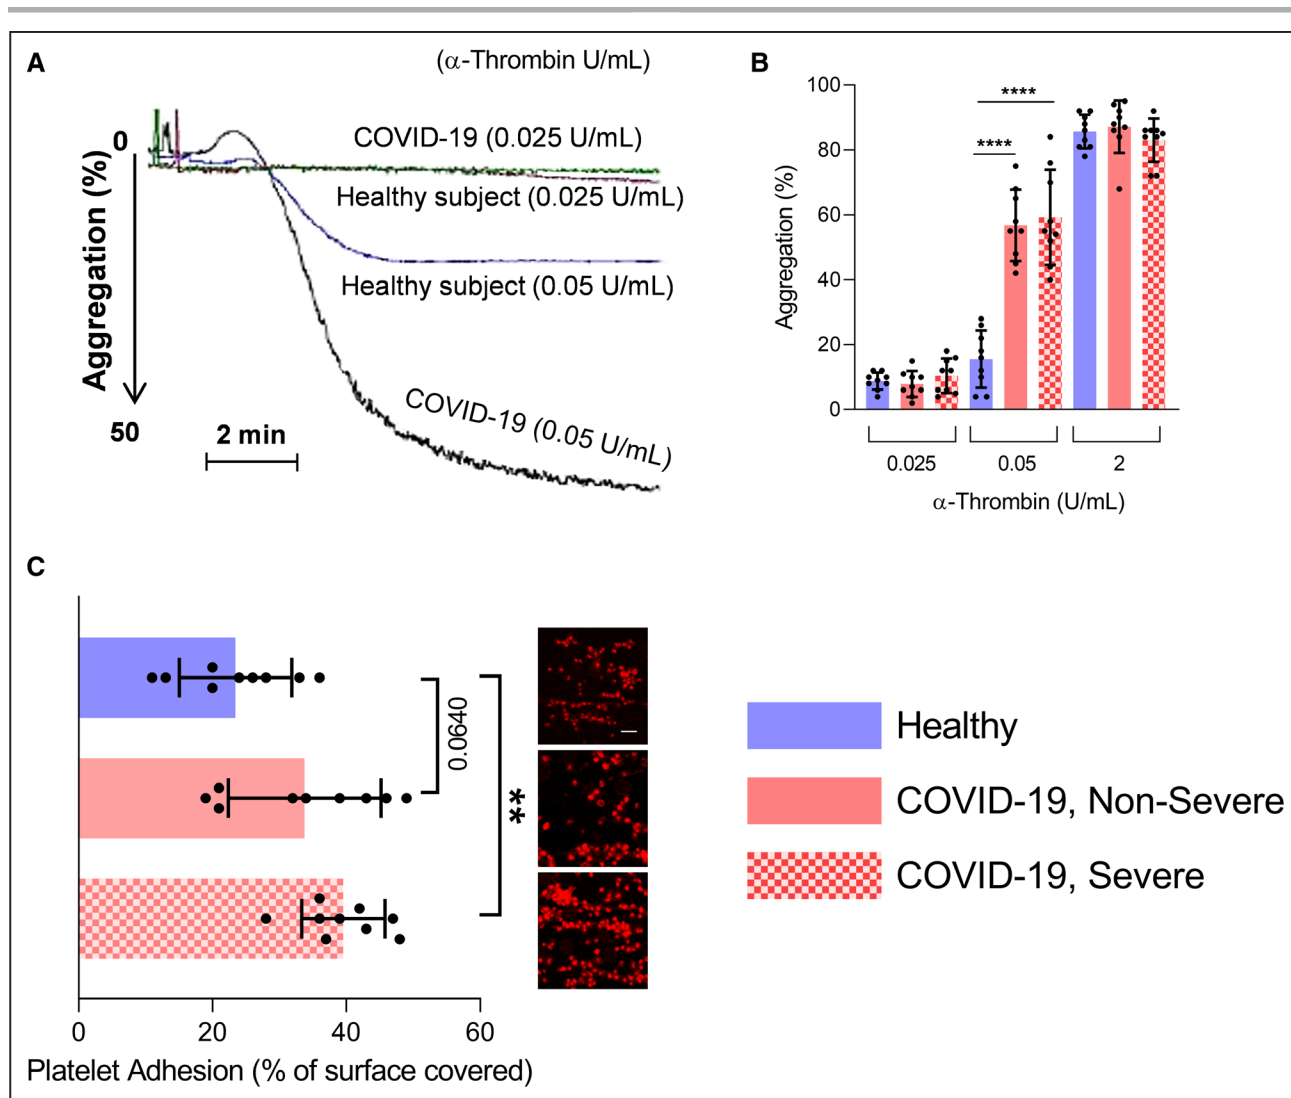 A
(α-Thrombin U/mL)
0
Aggregation (%)
50
2 min
COVID-19 (0.025 U/mL)
Healthy subject (0.025 U/mL)
Healthy subject (0.05 U/mL)
COVID-19 (0.05 U/mL)
B
Aggregation (%)
100
80
60
40
20
0
****
****
0.025
0.05
2
α-Thrombin (U/mL)
C
0.0640
**
0
20
40
60
Platelet Adhesion (% of surface covered)
Healthy
COVID-19, Non-Severe
COVID-19, Severe